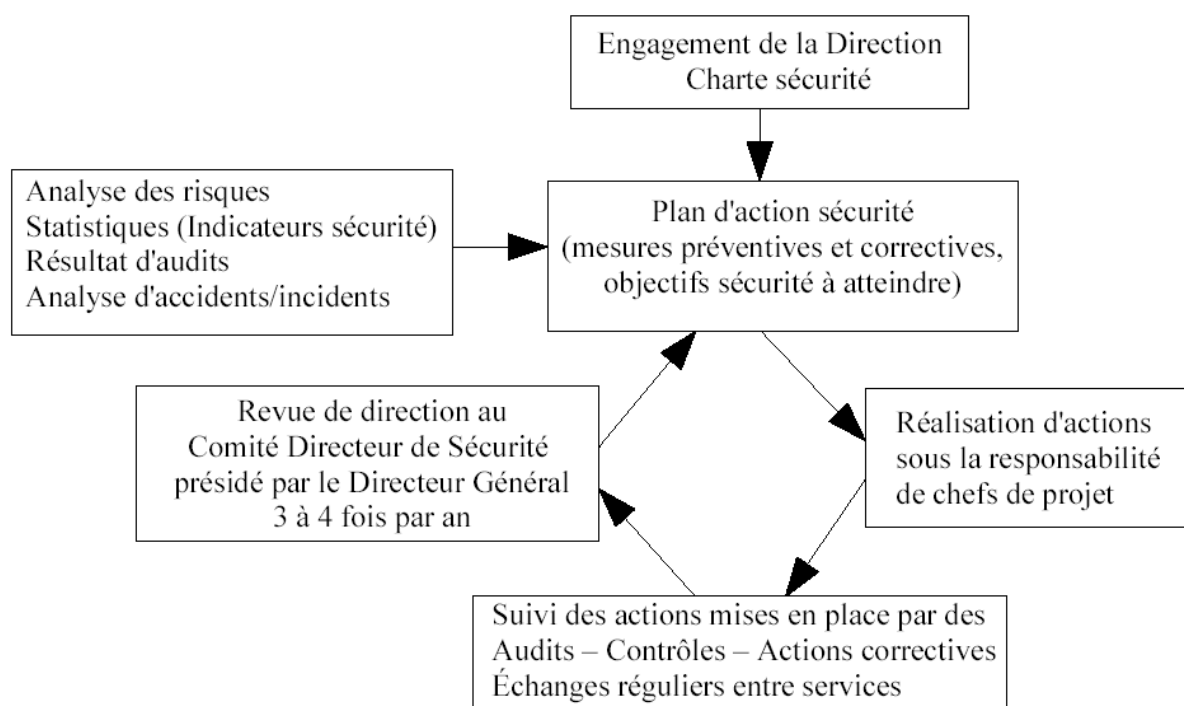 Engagement de la Direction
Charte sécurité
Analyse des risques
Statistiques (Indicateurs sécurité)
Résultat d'audits
Analyse d'accidents/incidents
Plan d'action sécurité
(mesures préventives et correctives,
objectifs sécurité à atteindre)
Revue de direction au
Comité Directeur de Sécurité
présidé par le Directeur Général
3 à 4 fois par an
Réalisation d'actions
sous la responsabilité
de chefs de projet
Suivi des actions mises en place par des
Audits – Contrôles – Actions correctives
Échanges réguliers entre services